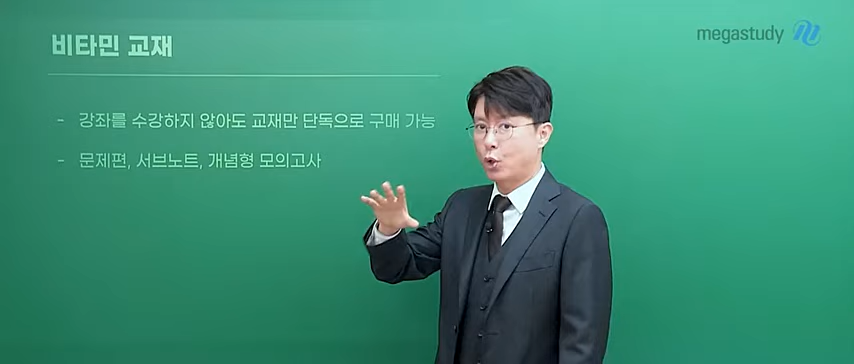 비타민 교재
megastudy
- 강좌를 수강하지 않아도 교재만 단독으로 구매 가능
- 문제편, 서브노트, 개념형 모의고사